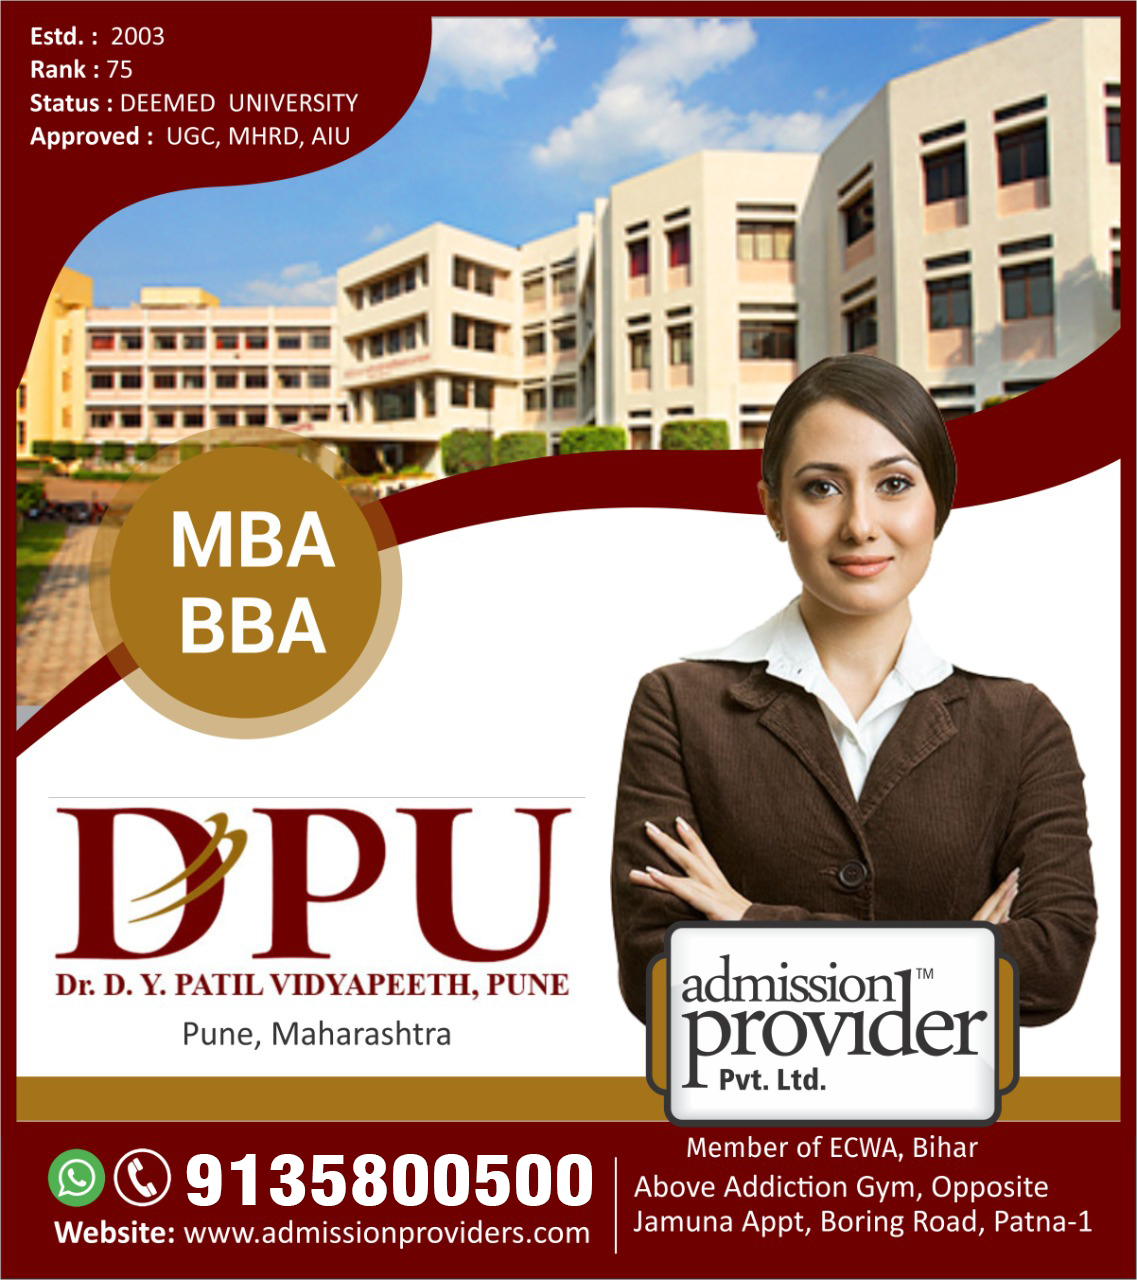 Estd. : 2003
Rank : 75
Status : DEEMED UNIVERSITY
Approved : UGC, MHRD, AIU
MBA
BBA
DPU
Dr. D. Y. PATIL VIDYAPEETH, PUNE
Pune, Maharashtra
admission™
provider
Pvt. Ltd.
9135800500
Website: www.admissionproviders.com
Member of ECWA, Bihar
Above Addiction Gym, Opposite
Jamuna Appt, Boring Road, Patna-1